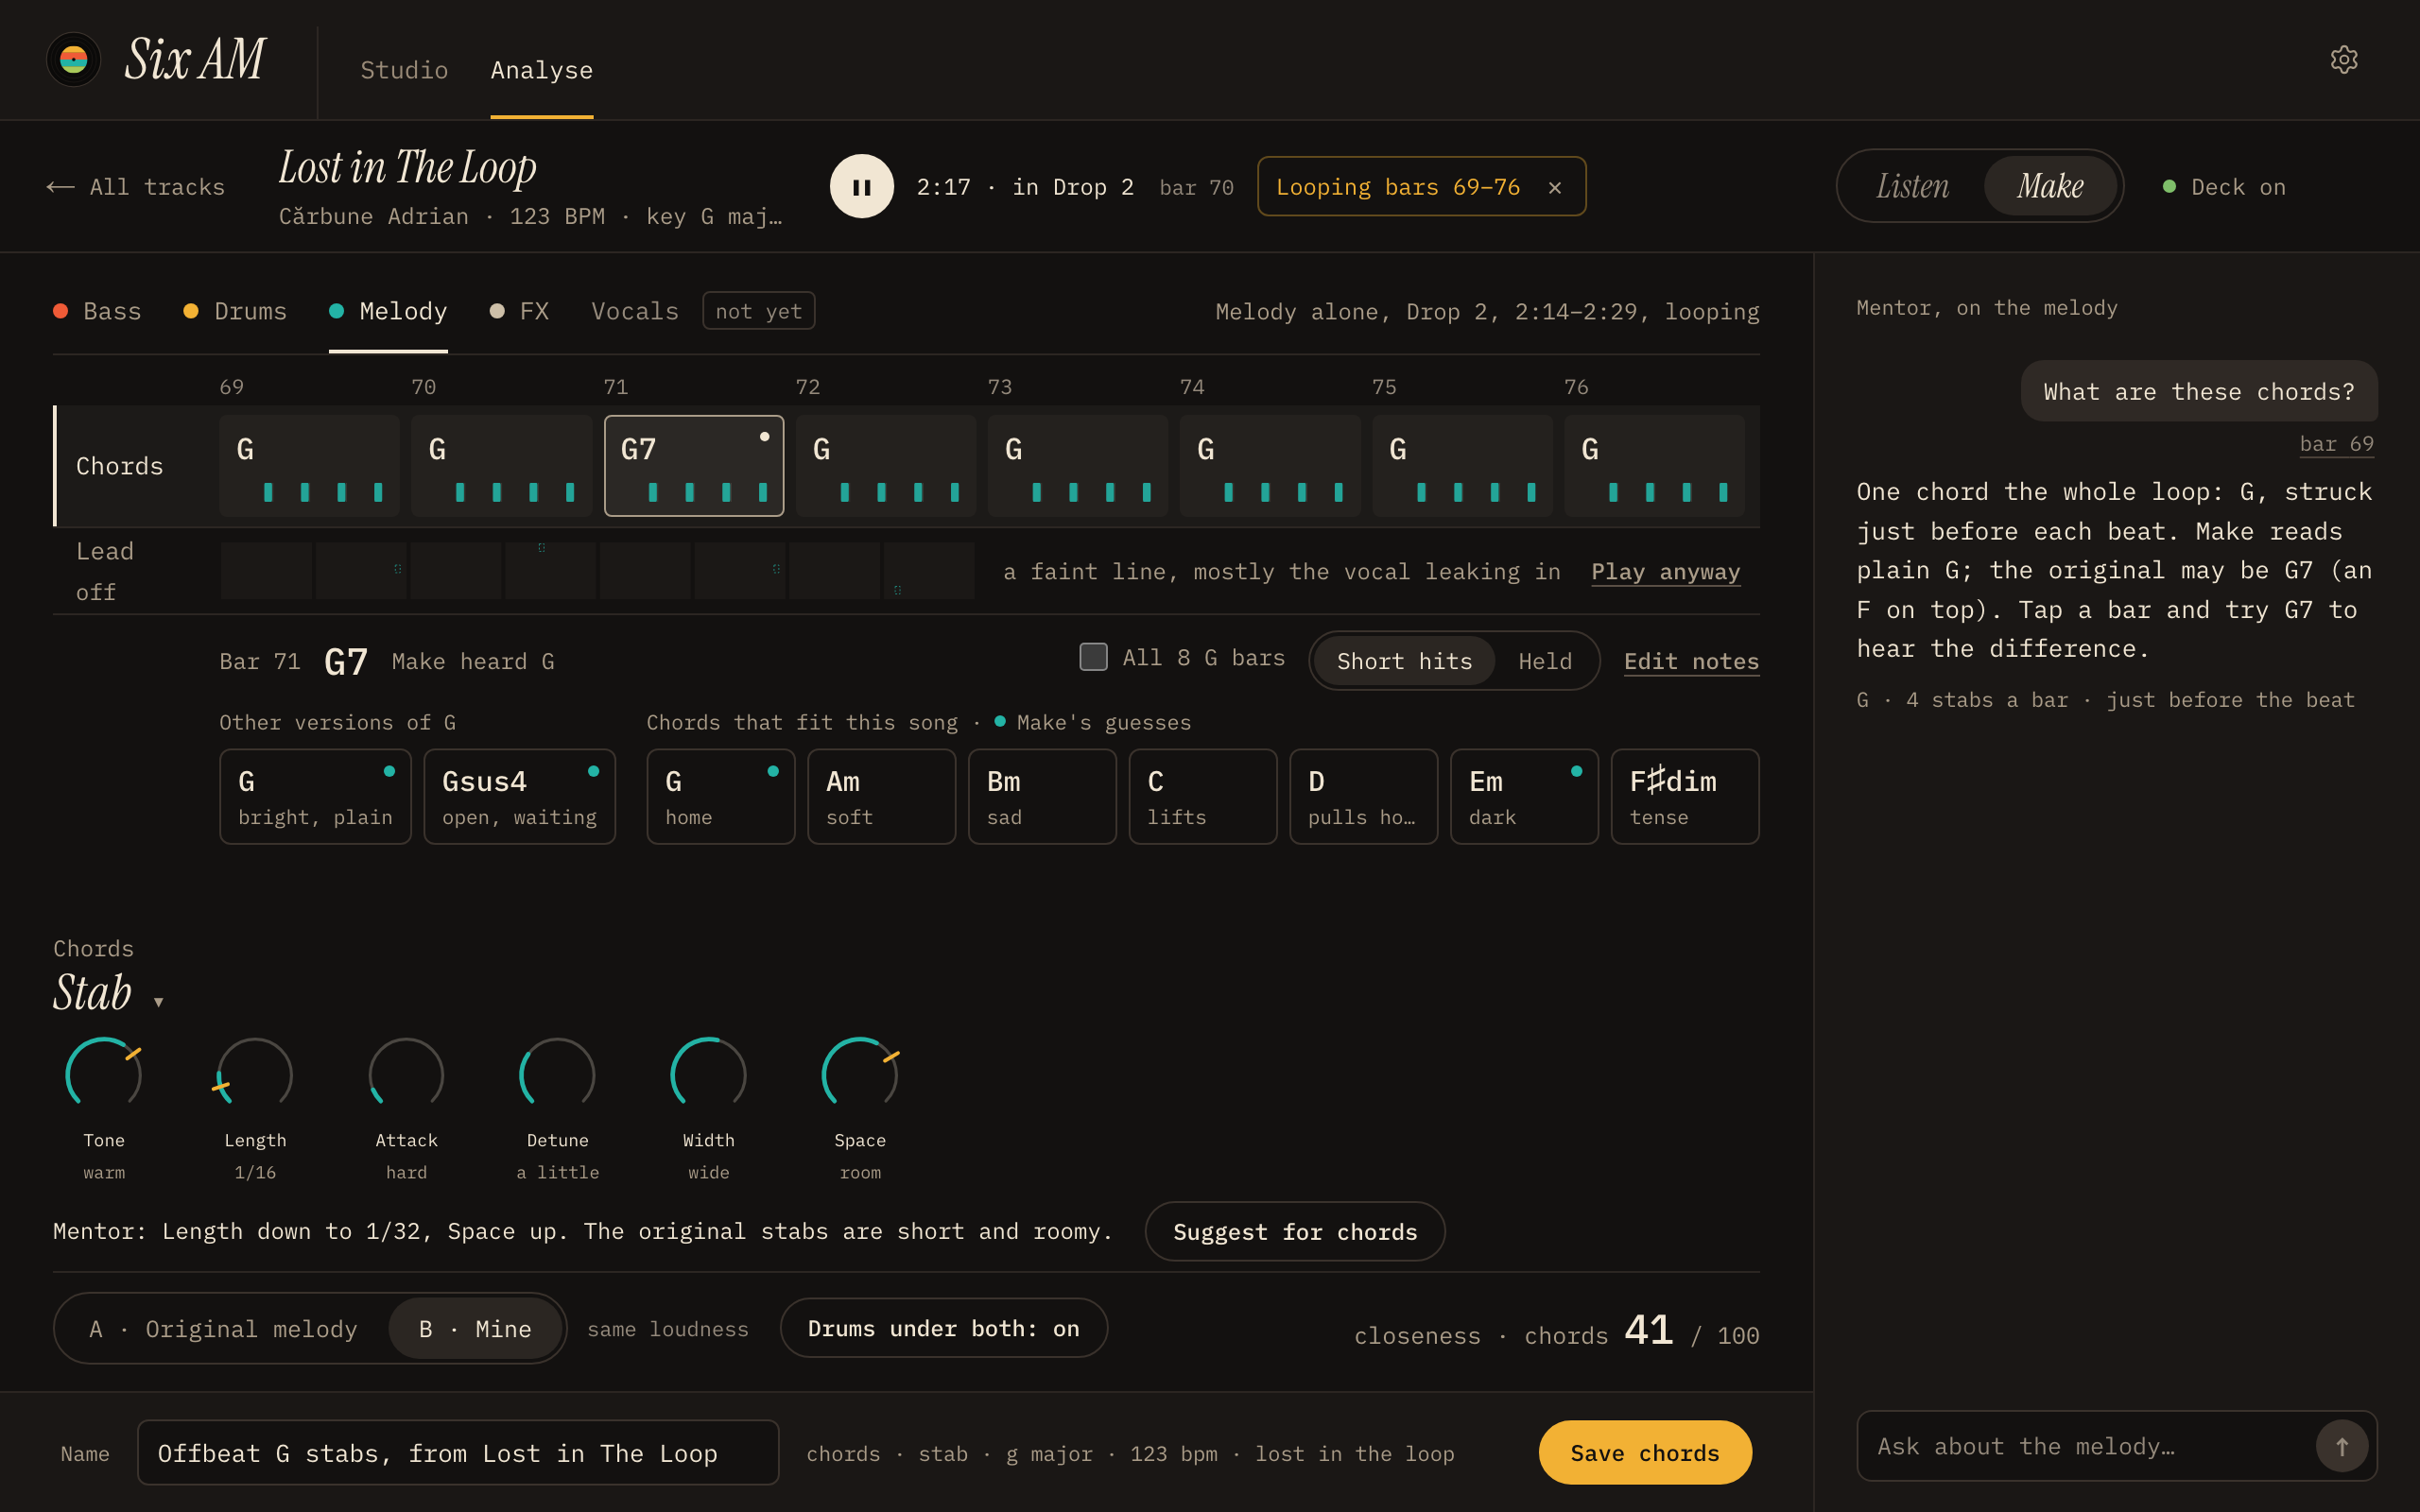 Six AM
Studio
Analyse
← All tracks
Lost in The Loop
Cărbune Adrian · 123 BPM · key G maj…
2:17 · in Drop 2
bar 70
Looping bars 69–76 ×
Listen
Make
Deck on
Bass
Drums
Melody
FX
Vocals
not yet
Melody alone, Drop 2, 2:14–2:29, looping
69 70 71 72 73 74 75 76
Chords
G G G7 G G G G G
Lead
off
a faint line, mostly the vocal leaking in
Play anyway
Bar 71 G7 Make heard G
All 8 G bars
Short hits
Held
Edit notes
Other versions of G
Chords that fit this song · Make's guesses
G
bright, plain
Gsus4
open, waiting
G
home
Am
soft
Bm
sad
C
lifts
D
pulls ho…
Em
dark
F♯dim
tense
Chords
Stab ▾
Tone
warm
Length
1/16
Attack
hard
Detune
a little
Width
wide
Space
room
Mentor: Length down to 1/32, Space up. The original stabs are short and roomy.
Suggest for chords
A · Original melody
B · Mine
same loudness
Drums under both: on
closeness · chords 41 / 100
Name
Offbeat G stabs, from Lost in The Loop
chords · stab · g major · 123 bpm · lost in the loop
Save chords
Mentor, on the melody
What are these chords?
bar 69
One chord the whole loop: G, struck
just before each beat. Make reads
plain G; the original may be G7 (an
F on top). Tap a bar and try G7 to
hear the difference.
G · 4 stabs a bar · just before the beat
Ask about the melody…
↑